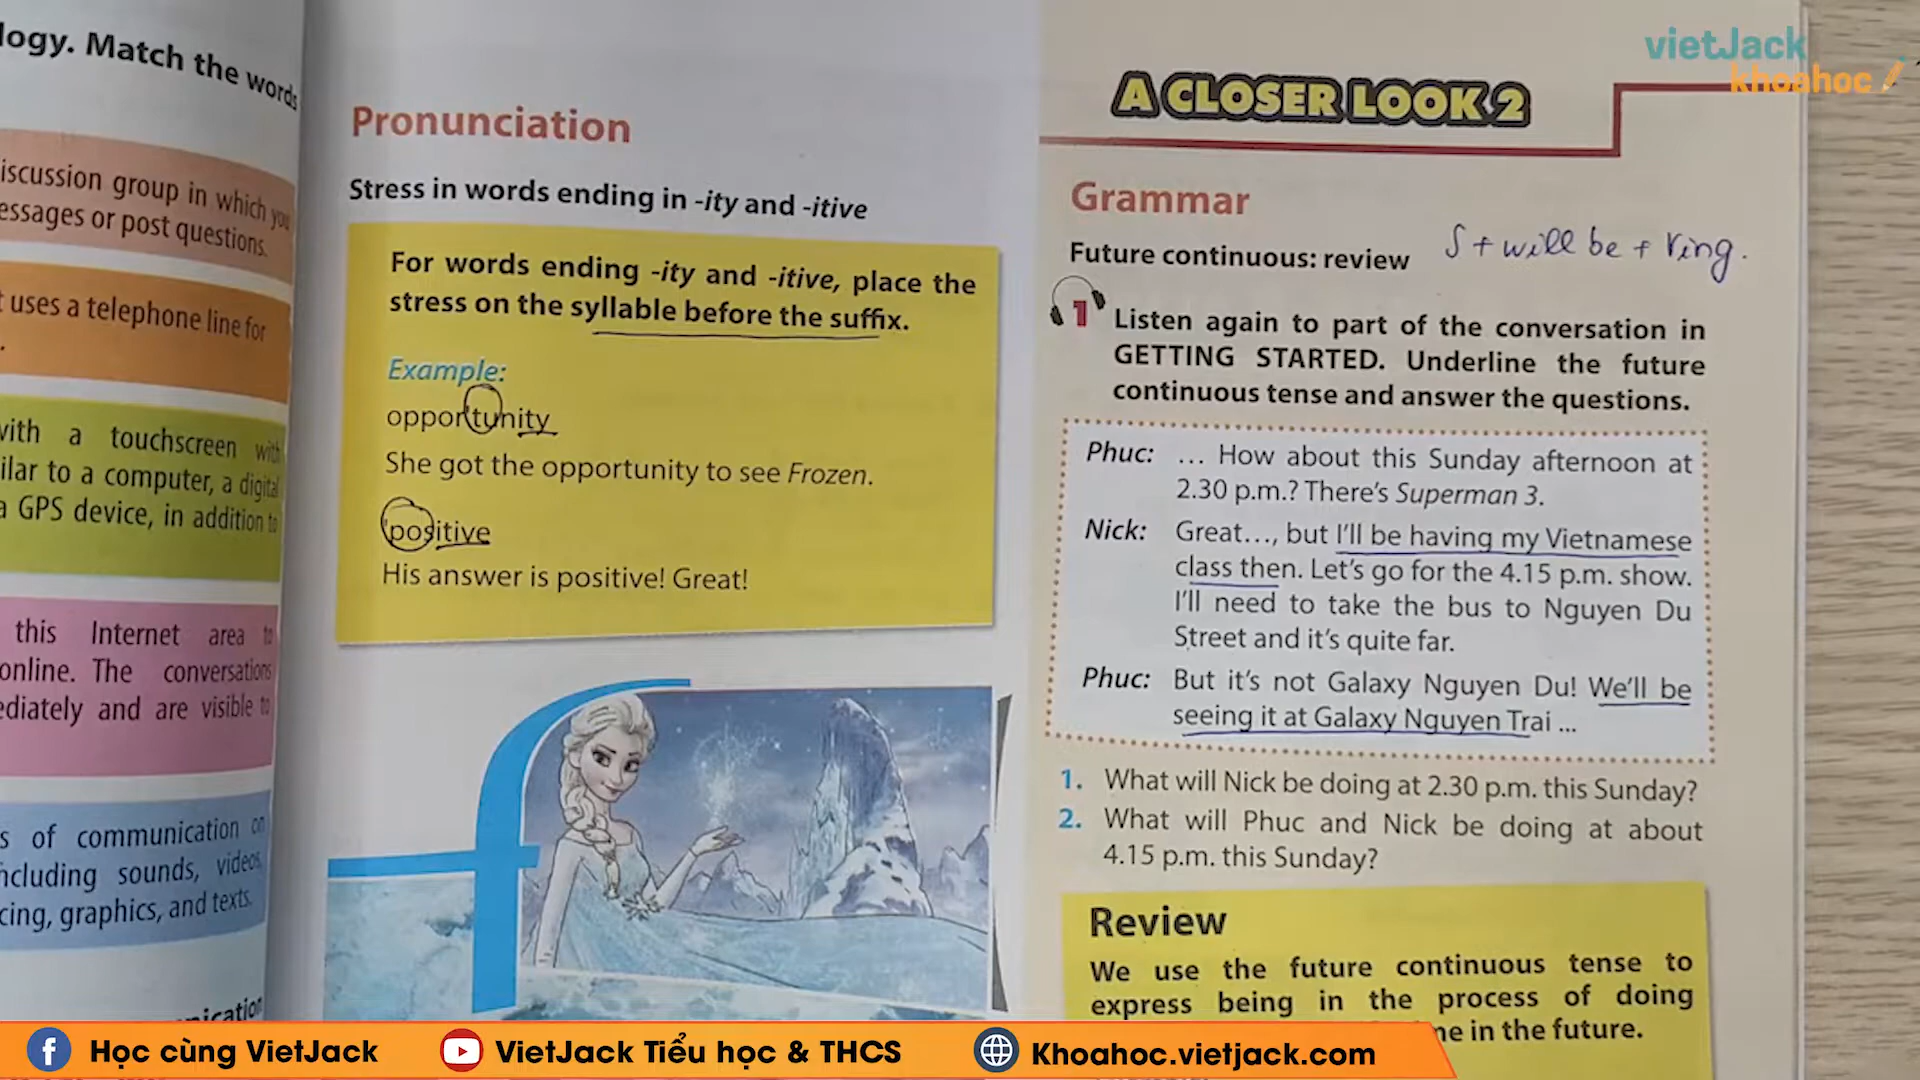 logy. Match the words
iscussion group in which you
essages or post questions.
t uses a telephone line for
.
with a touchscreen with
ilar to a computer, a digital
a GPS device, in addition to
this Internet area to
online. The conversations
ediately and are visible to
s of communication on
including sounds, videos,
cing, graphics, and texts.
nication
Pronunciation
Stress in words ending in -ity and -itive
For words ending -ity and -itive, place the
stress on the syllable before the suffix.
Example:
oppor'tunity
She got the opportunity to see Frozen.
'positive
His answer is positive! Great!
f
vietJack
khoahoc
A CLOSER LOOK 2
Grammar
Future continuous: review S + will be + Ving.
1 Listen again to part of the conversation in
GETTING STARTED. Underline the future
continuous tense and answer the questions.
Phuc: ... How about this Sunday afternoon at
2.30 p.m.? There's Superman 3.
Nick: Great..., but I'll be having my Vietnamese
class then. Let's go for the 4.15 p.m. show.
I'll need to take the bus to Nguyen Du
Street and it's quite far.
Phuc: But it's not Galaxy Nguyen Du! We'll be
seeing it at Galaxy Nguyen Trai ...
1. What will Nick be doing at 2.30 p.m. this Sunday?
2. What will Phuc and Nick be doing at about
4.15 p.m. this Sunday?
Review
We use the future continuous tense to
express being in the process of doing
me in the future.
Học cùng VietJack VietJack Tiểu học & THCS Khoahoc.vietjack.com